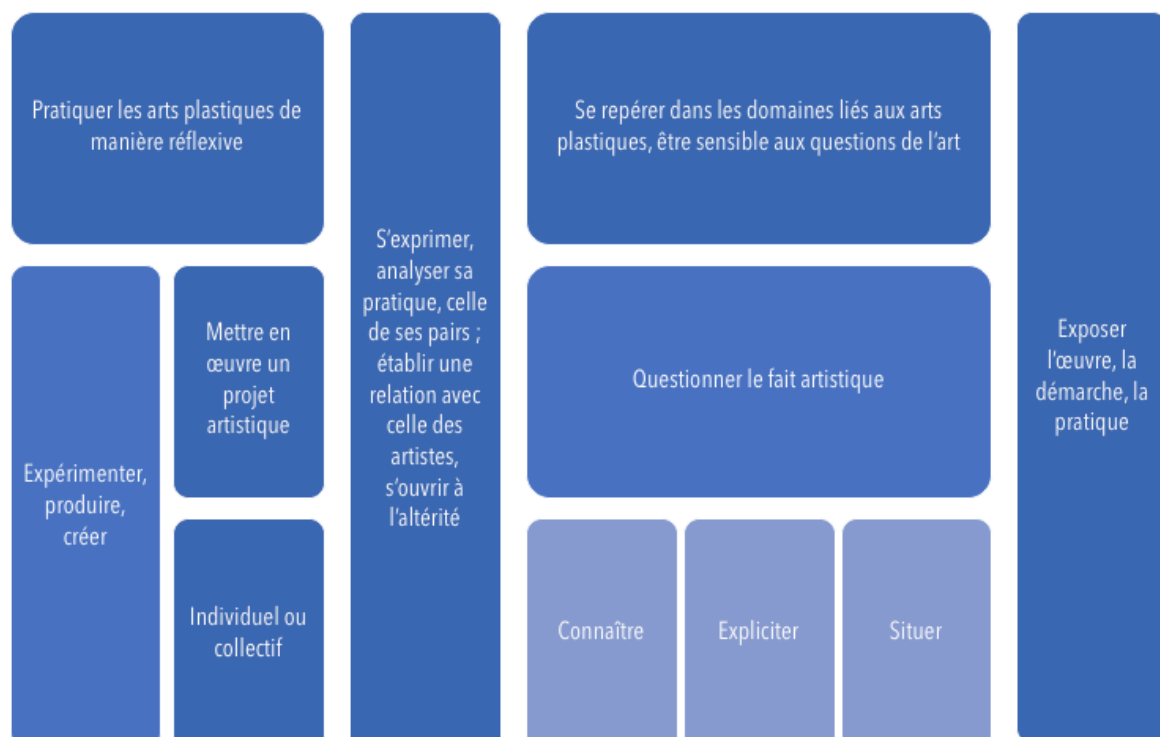 Pratiquer les arts plastiques de
manière réflexive
Expérimenter,
produire,
créer
Mettre en
œuvre un
projet
artistique
Individuel ou
collectif
S’exprimer,
analyser sa
pratique, celle
de ses pairs ;
établir une
relation avec
celle des
artistes,
s’ouvrir à
l’altérité
Se repérer dans les domaines liés aux arts
plastiques, être sensible aux questions de l’art
Questionner le fait artistique
Connaître
Expliciter
Situer
Exposer
l’œuvre, la
démarche, la
pratique